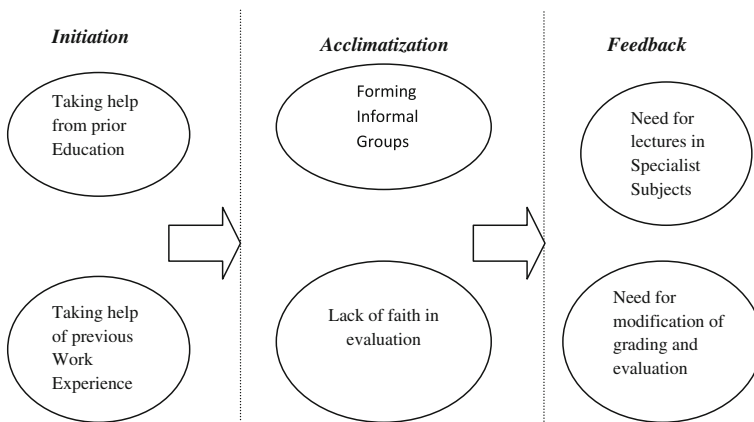 Initiation
Taking help
from prior
Education
Taking help
of previous
Work
Experience
Acclimatization
Forming
Informal
Groups
Lack of faith in
evaluation
Feedback
Need for
lectures in
Specialist
Subjects
Need for
modification of
grading and
evaluation